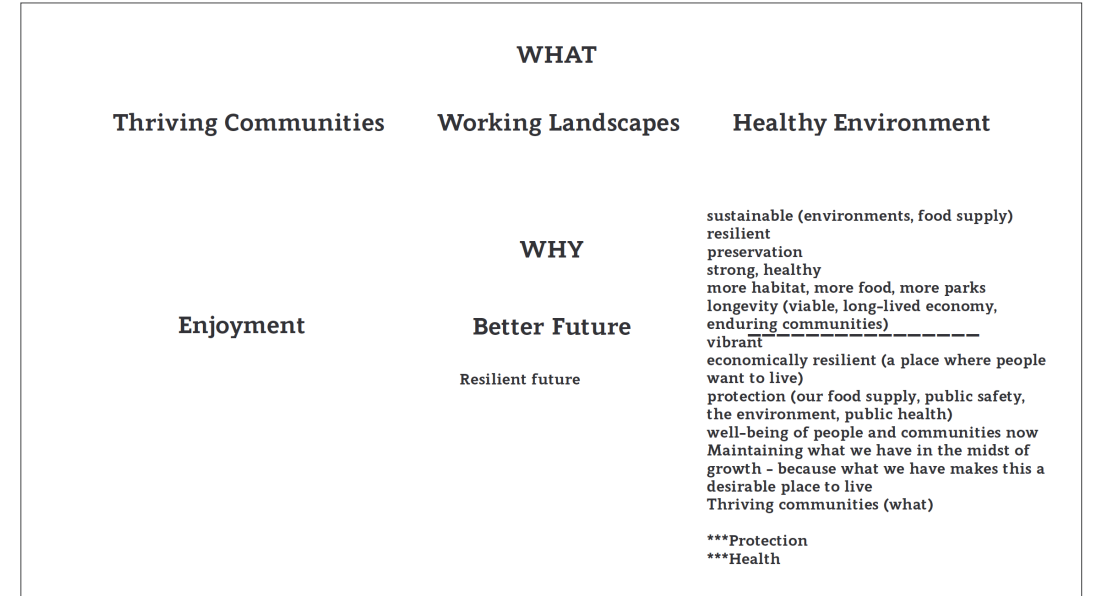 WHAT
Thriving Communities
Working Landscapes
Healthy Environment
WHY
Enjoyment
Better Future
Resilient future
sustainable (environments, food supply)
resilient
preservation
strong, healthy
more habitat, more food, more parks
longevity (viable, long-lived economy,
enduring communities)
vibrant
economically resilient (a place where people
want to live)
protection (our food supply, public safety,
the environment, public health)
well-being of people and communities now
Maintaining what we have in the midst of
growth - because what we have makes this a
desirable place to live
Thriving communities (what)
***Protection
***Health